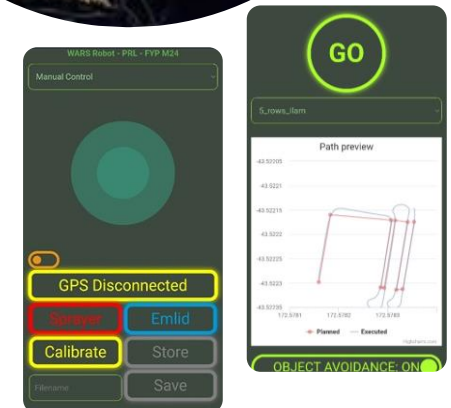 WARS Robot - PRL - FYP M24
Manual Control
GPS Disconnected
Sprayer
Emlid
Calibrate
Store
Filename
Save
GO
5_rows_ilam
Path preview
-43.52205
-43.5221
-43.52215
-43.5222
-43.52225
-43.5223
-43.52235
172.5781
172.5782
172.5783
Planned
Executed
Highcharts.com
OBJECT AVOIDANCE: ON